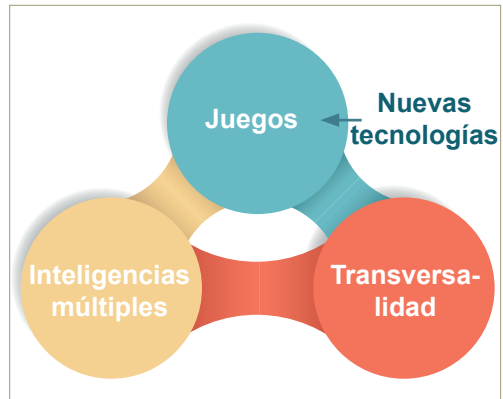 Juegos
Nuevas
tecnologías
Inteligencias
múltiples
Transversa-
lidad